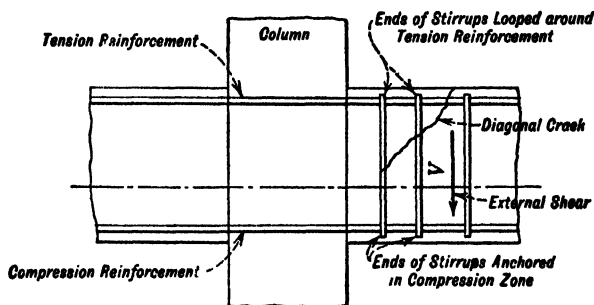 Ends of Stirrups Looped around
Tension Reinforcement
Column
Tension Reinforcement
Diagonal Crack
V
External Shear
Compression Reinforcement
Ends of Stirrups Anchored
in Compression Zone